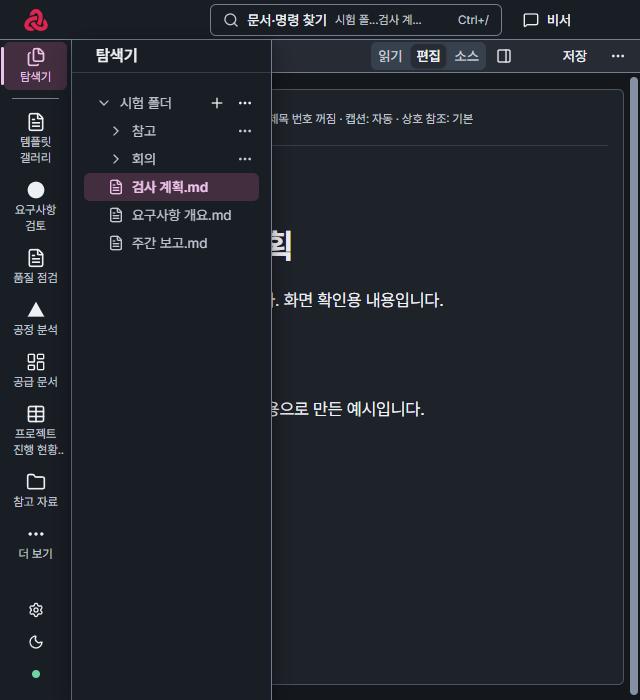 문서·명령 찾기 시험 폴…검사 계… Ctrl+/
비서
탐색기
템플릿
갤러리
요구사항
검토
품질 점검
공정 분석
공급 문서
프로젝트
진행 현황..
참고 자료
더 보기
탐색기
시험 폴더
참고
회의
검사 계획.md
요구사항 개요.md
주간 보고.md
읽기 편집 소스 저장
번호 꺼짐 · 캡션: 자동 · 상호 참조: 기본
획
. 화면 확인용 내용입니다.
으로 만든 예시입니다.